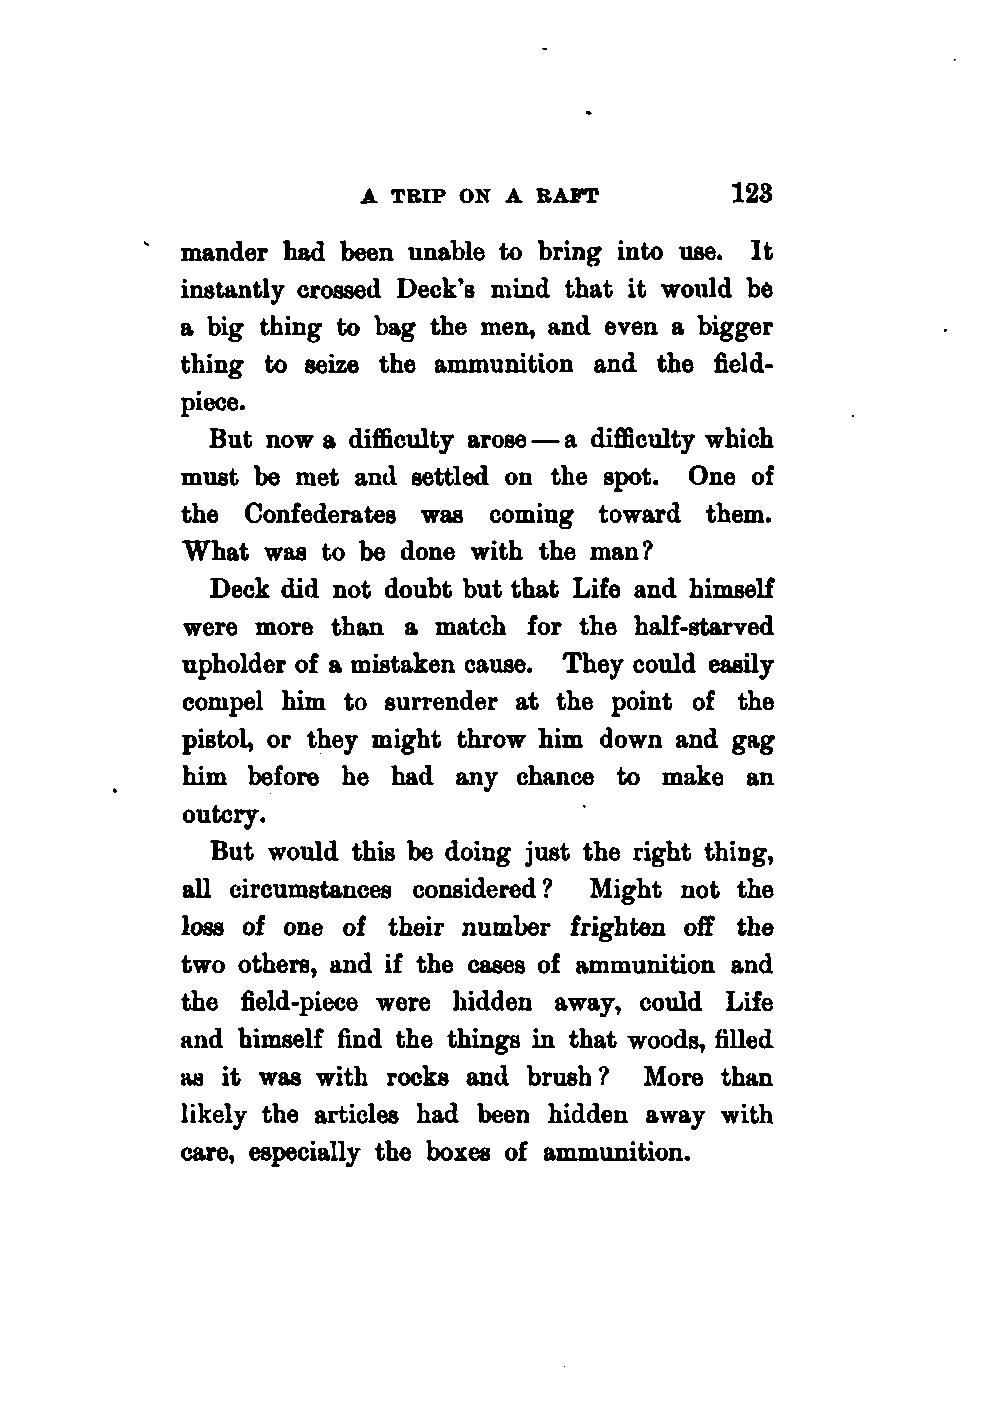 A TRIP ON A RAFT 123
mander had been unable to bring into use. It
instantly crossed Deck's mind that it would be
a big thing to bag the men, and even a bigger
thing to seize the ammunition and the field-
piece.
But now a difficulty arose — a difficulty which
must be met and settled on the spot. One of
the Confederates was coming toward them.
What was to be done with the man?
Deck did not doubt but that Life and himself
were more than a match for the half-starved
upholder of a mistaken cause. They could easily
compel him to surrender at the point of the
pistol, or they might throw him down and gag
him before he had any chance to make an
outcry.
But would this be doing just the right thing,
all circumstances considered? Might not the
loss of one of their number frighten off the
two others, and if the cases of ammunition and
the field-piece were hidden away, could Life
and himself find the things in that woods, filled
as it was with rocks and brush? More than
likely the articles had been hidden away with
care, especially the boxes of ammunition.